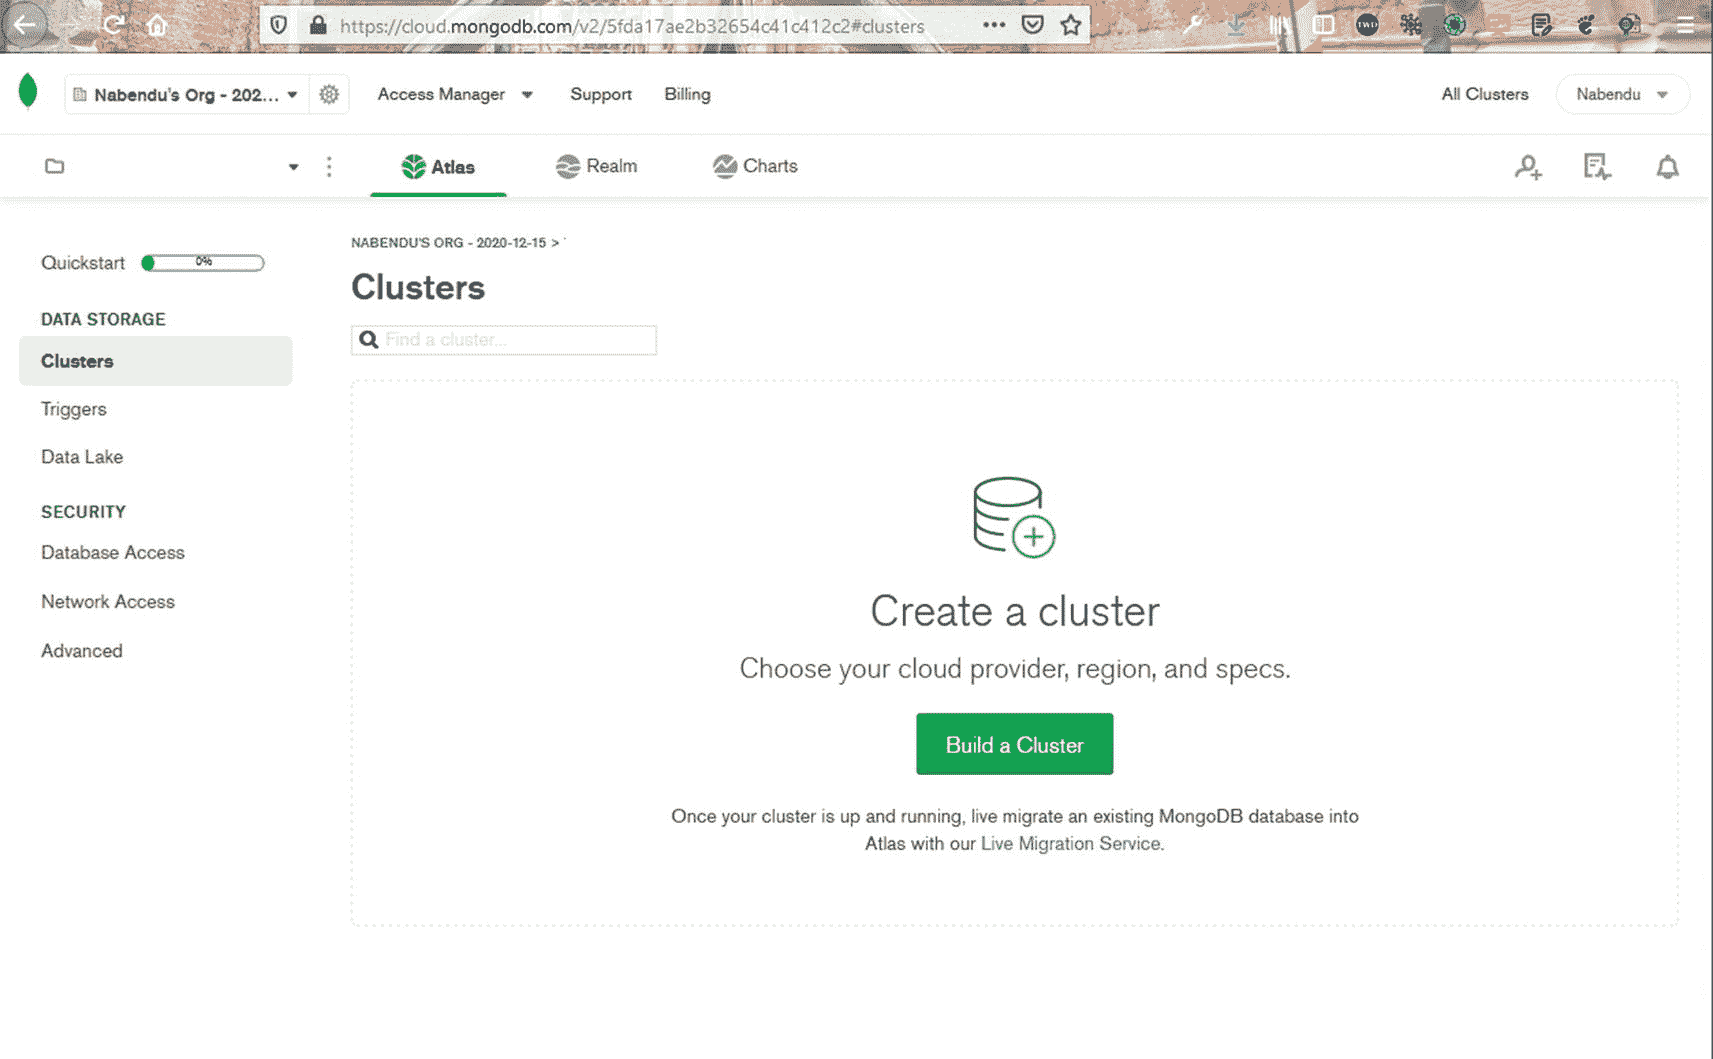 https://cloud.mongodb.com/v2/5fda17ae2b32654c41c412c2#clusters
TWD
Nabendu's Org - 202...
Access Manager
Support
Billing
All Clusters
Nabendu
Atlas
Realm
Charts
Quickstart
0%
DATA STORAGE
Clusters
Triggers
Data Lake
SECURITY
Database Access
Network Access
Advanced
NABENDU'S ORG - 2020-12-15 >
Clusters
Find a cluster...
Create a cluster
Choose your cloud provider, region, and specs.
Build a Cluster
Once your cluster is up and running, live migrate an existing MongoDB database into
Atlas with our Live Migration Service.